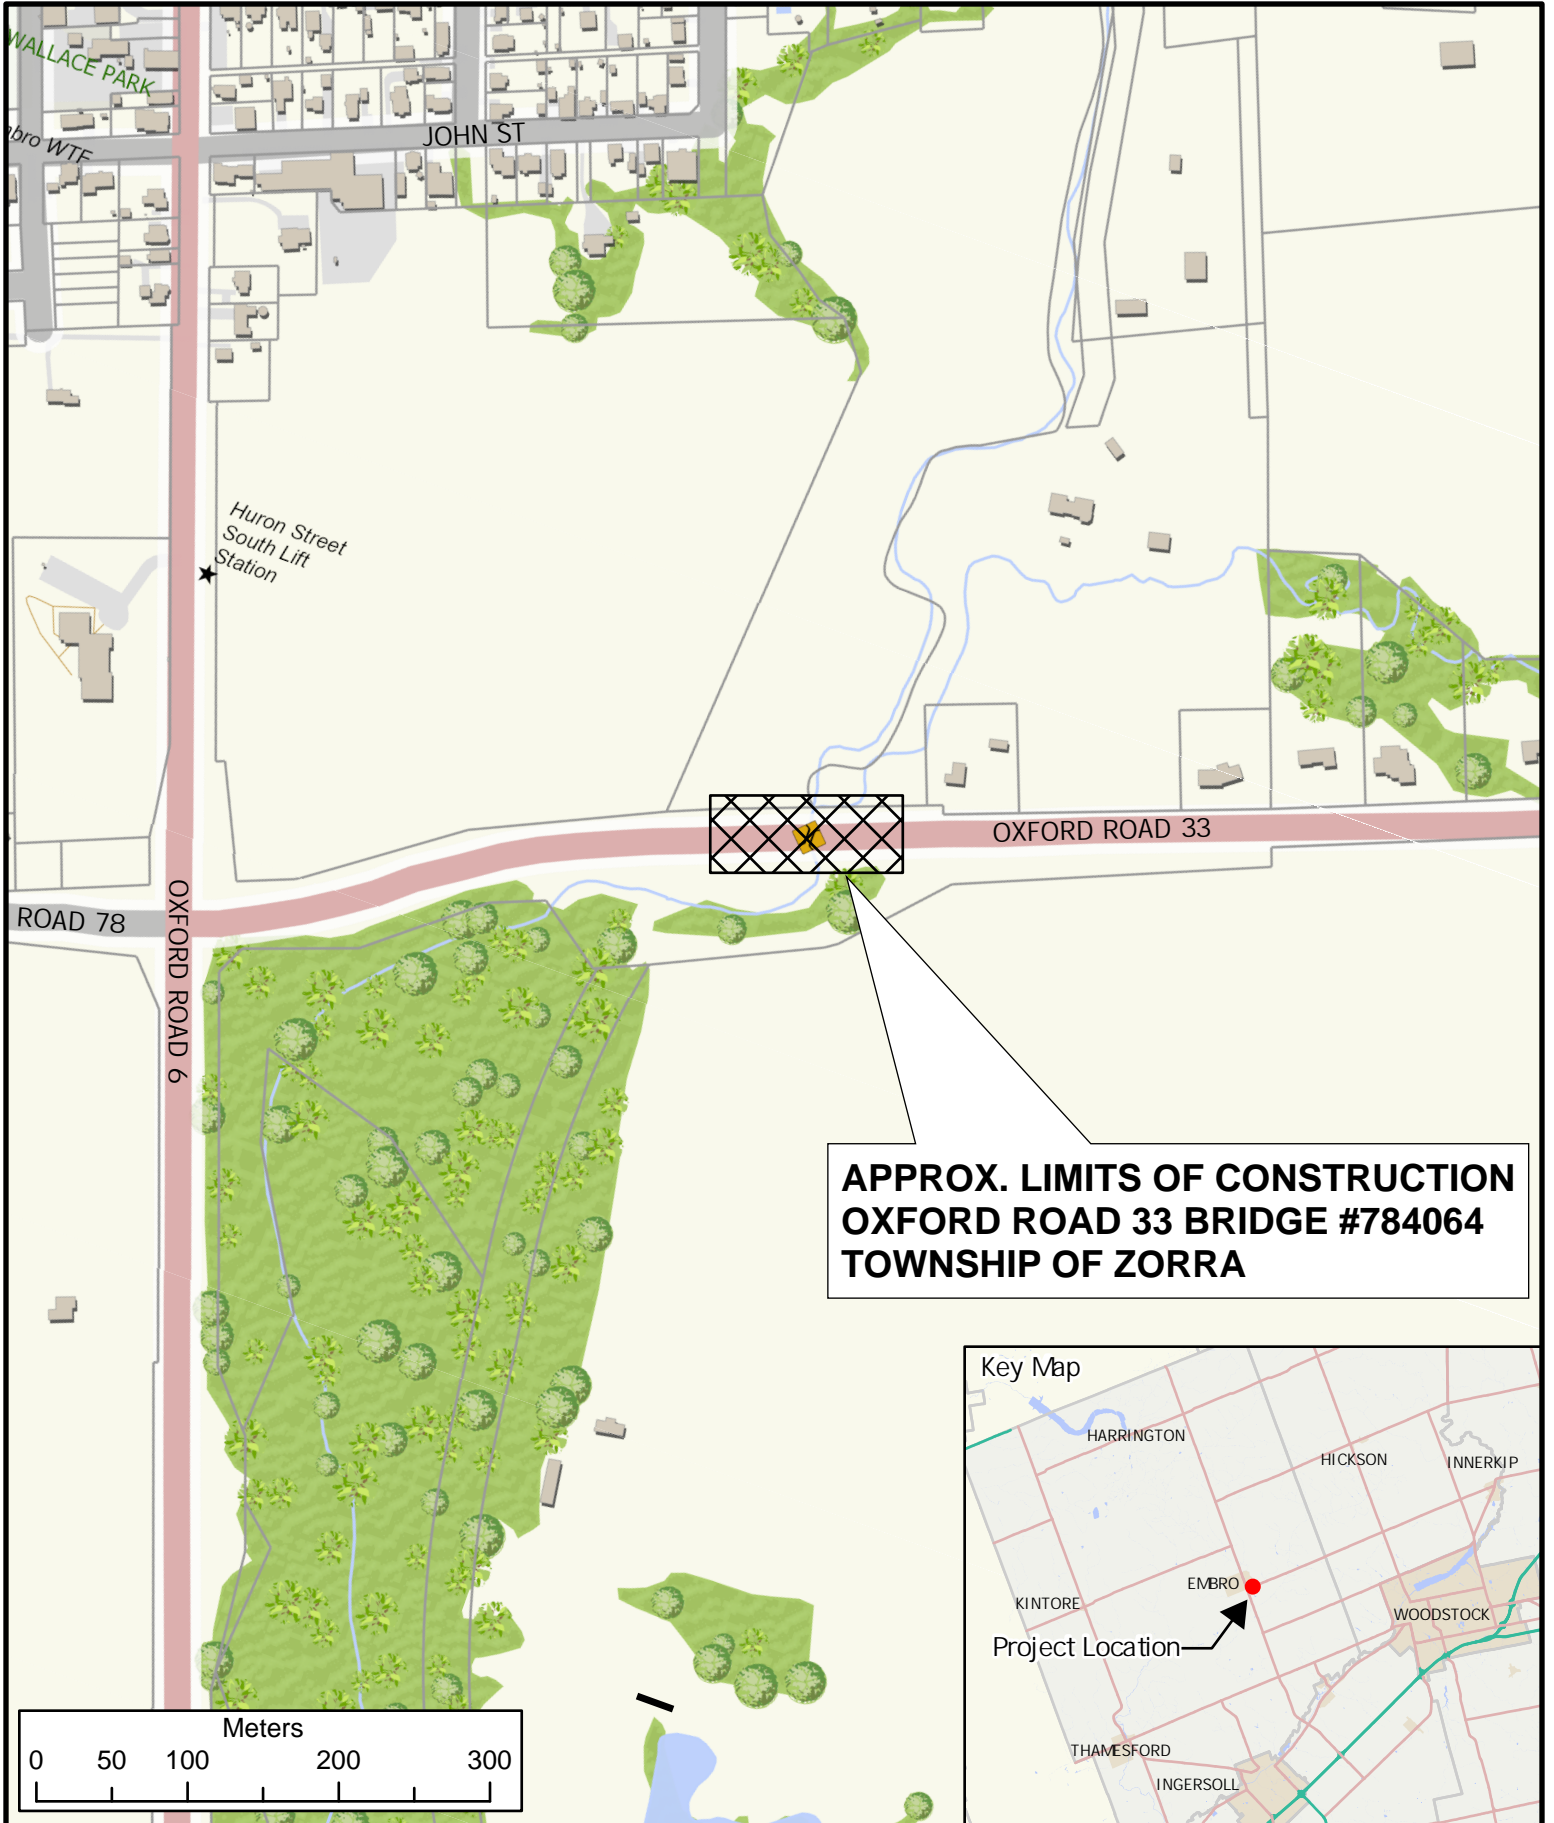 WALLACE PARK
JOHN ST
WTF
Huron Street
South Lift
Station
OXFORD ROAD 33
ROAD 78
OXFORD ROAD 6
APPROX. LIMITS OF CONSTRUCTION
OXFORD ROAD 33 BRIDGE #784064
TOWNSHIP OF ZORRA
Key Map
HARRINGTON
HICKSON
INNERKIP
EMBRO
KINTORE
WOODSTOCK
Project Location
THAMESFORD
INGERSOLL
Meters
0 50 100 200 300